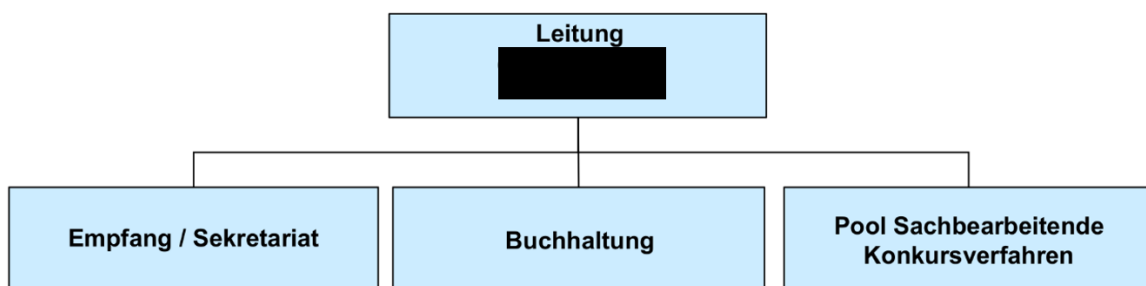 Leitung
Empfang / Sekretariat
Buchhaltung
Pool Sachbearbeitende
Konkursverfahren